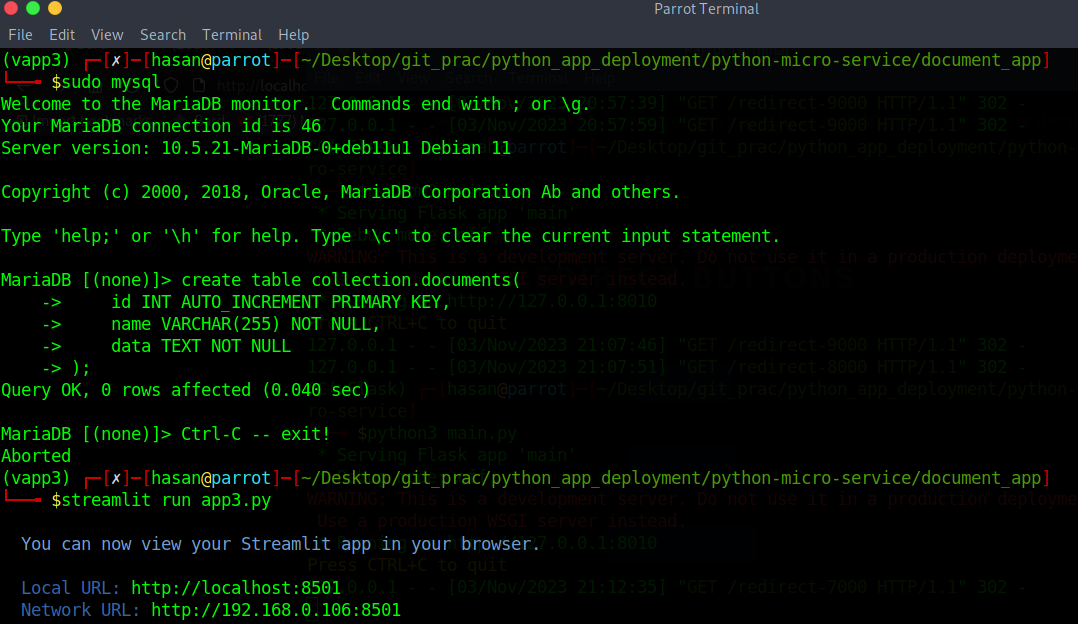 Parrot Terminal
File Edit View Search Terminal Help
(vapp3) ┌─[✗]─[hasan@parrot]─[~/Desktop/git_prac/python_app_deployment/python-micro-service/document_app]
└──╼ $sudo mysql
Welcome to the MariaDB monitor.  Commands end with ; or \g.
Your MariaDB connection id is 46
Server version: 10.5.21-MariaDB-0+deb11u1 Debian 11
Copyright (c) 2000, 2018, Oracle, MariaDB Corporation Ab and others.
Type 'help;' or '\h' for help. Type '\c' to clear the current input statement.
MariaDB [(none)]> create table collection.documents(
    ->     id INT AUTO_INCREMENT PRIMARY KEY,
    ->     name VARCHAR(255) NOT NULL,
    ->     data TEXT NOT NULL
    -> );
Query OK, 0 rows affected (0.040 sec)
MariaDB [(none)]> Ctrl-C -- exit!
Aborted
(vapp3) ┌─[✗]─[hasan@parrot]─[~/Desktop/git_prac/python_app_deployment/python-micro-service/document_app]
└──╼ $streamlit run app3.py
  You can now view your Streamlit app in your browser.
  Local URL: http://localhost:8501
  Network URL: http://192.168.0.106:8501